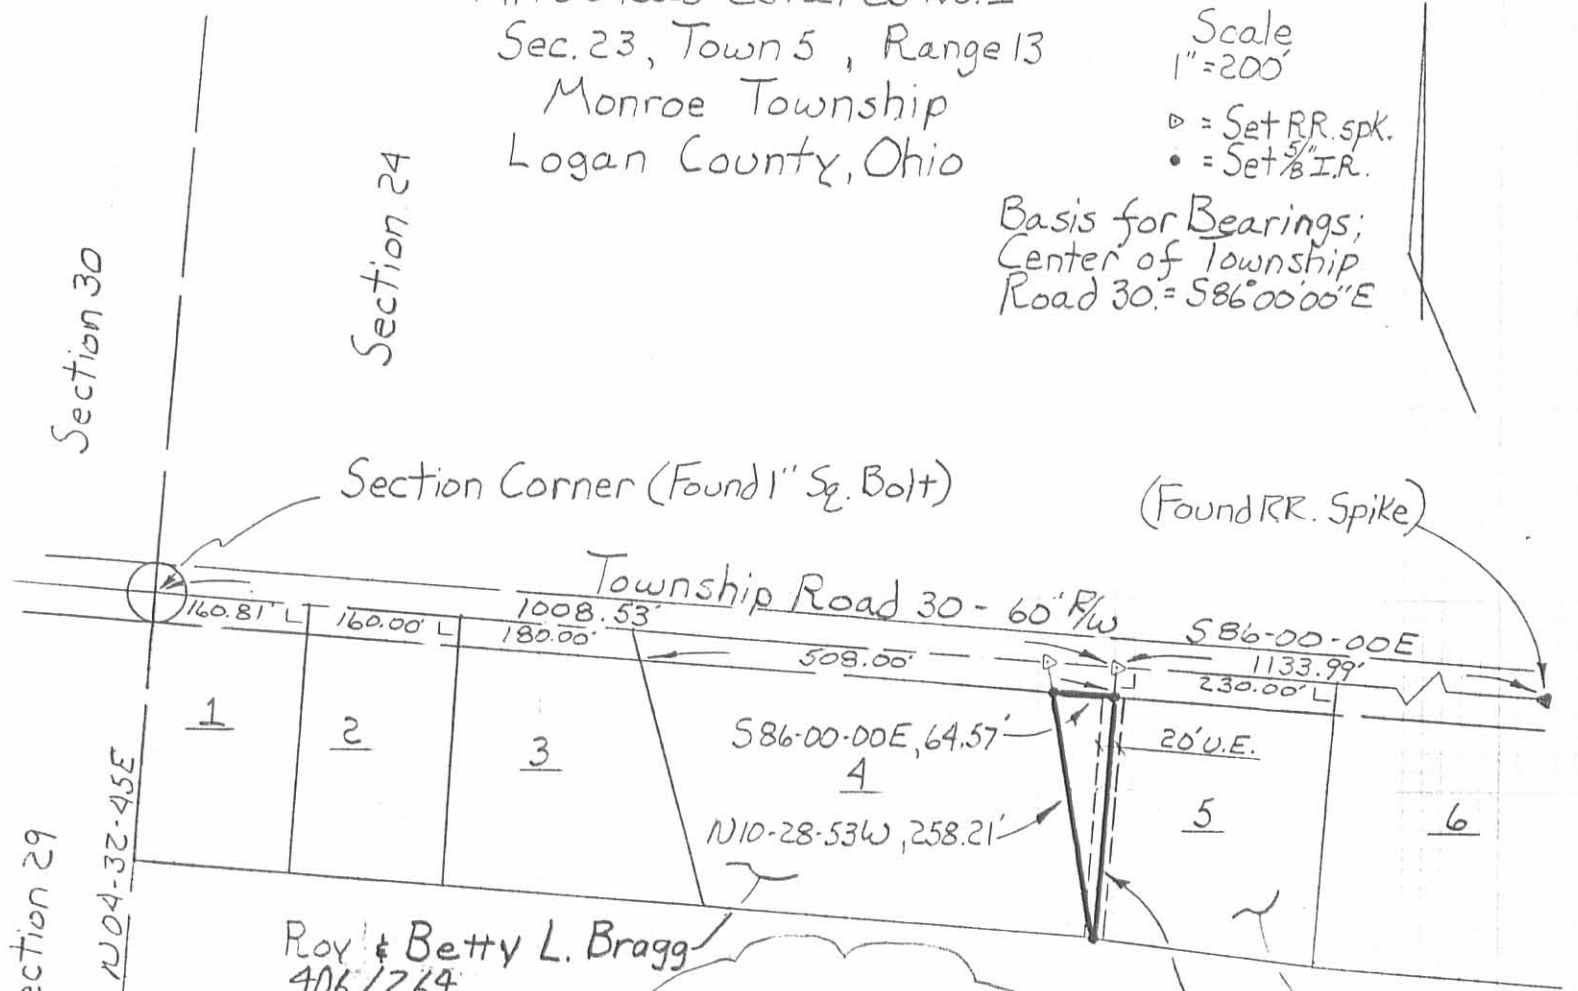 Sec. 23, Town 5, Range 13
Monroe Township
Logan County, Ohio
Scale
1" = 200'
▷ = Set RR. spk.
• = Set 5/8" I.R.
Basis for Bearings;
Center of Township
Road 30 = S86°00'00"E
Section 30
Section 24
Section Corner (Found 1" Sq. Bolt)
(Found RR. Spike)
Township Road 30 - 60' R/W
S86-00-00E
160.81'
160.00'
1008.53'
180.00'
508.00'
1133.99'
230.00'
1
2
3
S86-00-00E, 64.57'
4
N10-28-53W, 258.21'
20' U.E.
5
6
ection 29
N04-32-45E
Roy & Betty L. Bragg
406/764